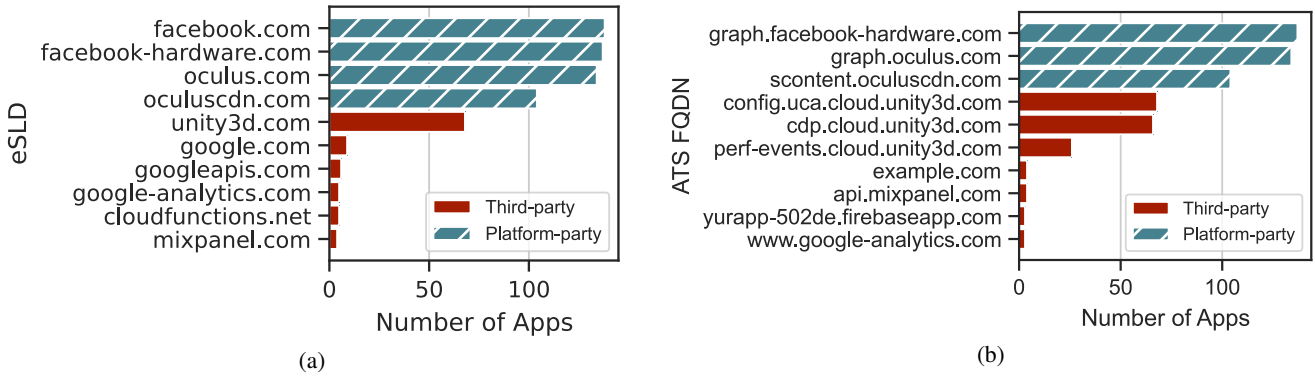 eSLD
facebook.com
facebook-hardware.com
oculus.com
oculuscdn.com
unity3d.com
google.com
googleapis.com
google-analytics.com
cloudfunctions.net
mixpanel.com
Third-party
Platform-party
0 50 100
Number of Apps
(a)
ATS FQDN
graph.facebook-hardware.com
graph.oculus.com
scontent.oculuscdn.com
config.uca.cloud.unity3d.com
cdp.cloud.unity3d.com
perf-events.cloud.unity3d.com
example.com
api.mixpanel.com
yurapp-502de.firebaseapp.com
www.google-analytics.com
Third-party
Platform-party
0 50 100
Number of Apps
(b)